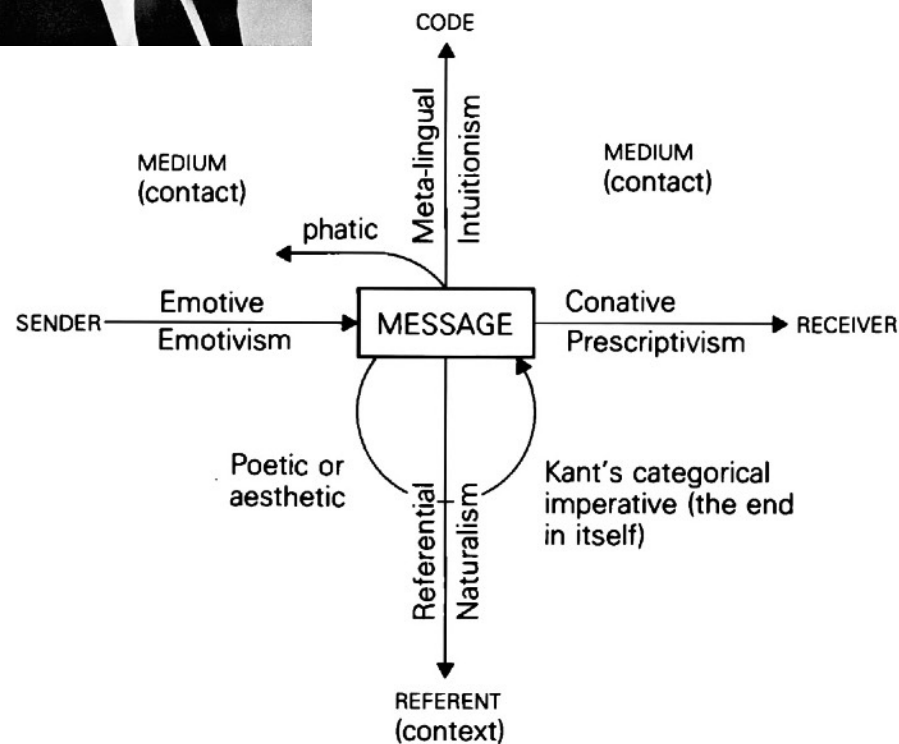 CODE
MEDIUM
(contact)
MEDIUM
(contact)
Meta-lingual
Intuitionism
phatic
SENDER
Emotive
Emotivism
MESSAGE
Conative
Prescriptivism
RECEIVER
Poetic or
aesthetic
Referential
Naturalism
Kant's categorical
imperative (the end
in itself)
REFERENT
(context)